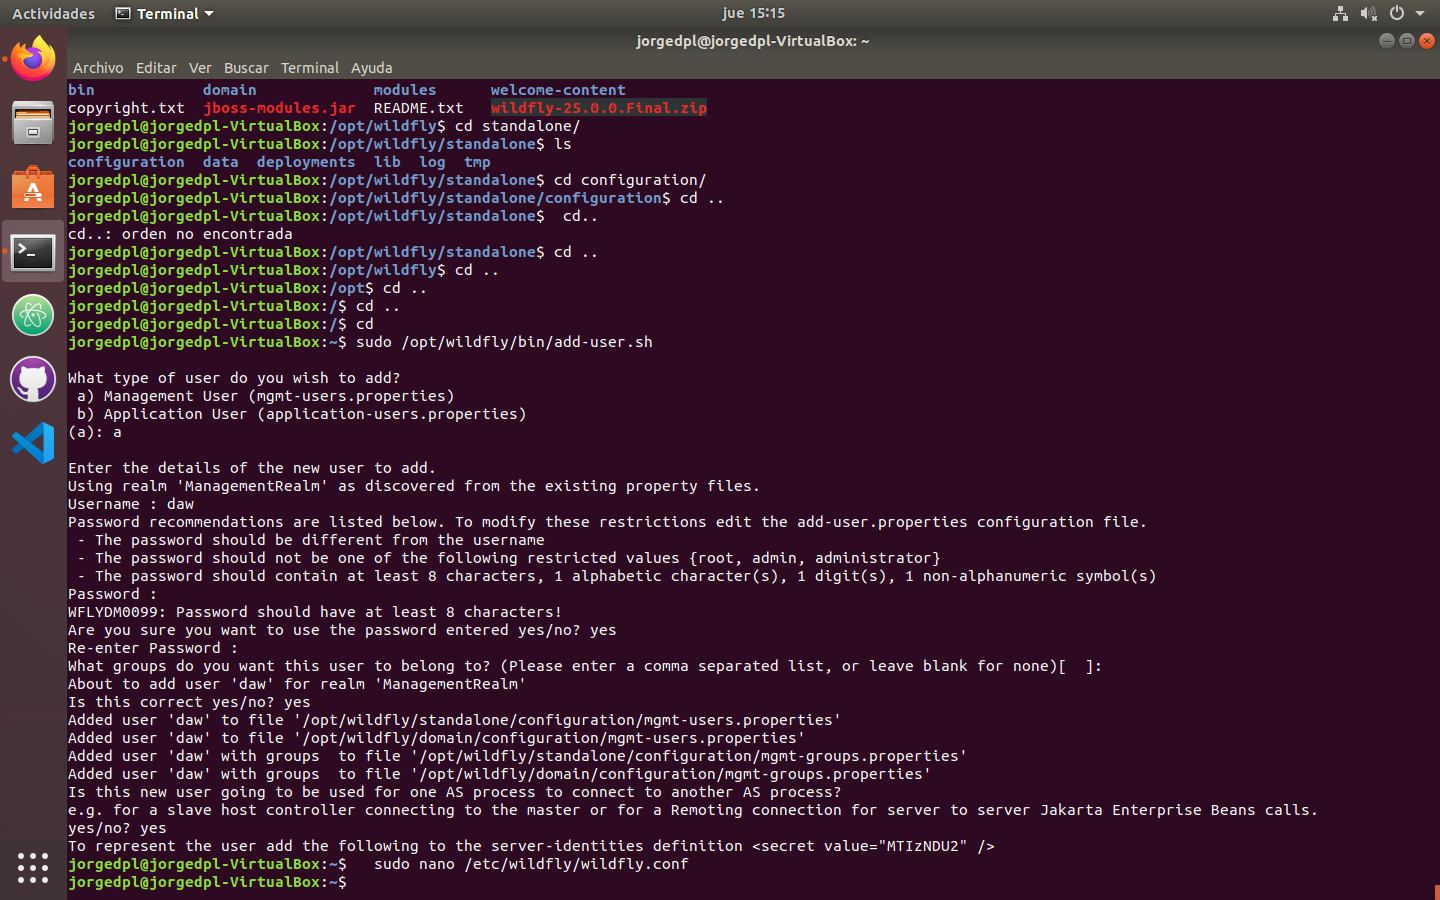 Actividades Terminal jue 15:15
jorgedpl@jorgedpl-VirtualBox: ~
Archivo Editar Ver Buscar Terminal Ayuda
bin domain modules welcome-content
copyright.txt jboss-modules.jar README.txt wildfly-25.0.0.Final.zip
jorgedpl@jorgedpl-VirtualBox:/opt/wildfly$ cd standalone/
jorgedpl@jorgedpl-VirtualBox:/opt/wildfly/standalone$ ls
configuration data deployments lib log tmp
jorgedpl@jorgedpl-VirtualBox:/opt/wildfly/standalone$ cd configuration/
jorgedpl@jorgedpl-VirtualBox:/opt/wildfly/standalone/configuration$ cd ..
jorgedpl@jorgedpl-VirtualBox:/opt/wildfly/standalone$  cd..
cd..: orden no encontrada
jorgedpl@jorgedpl-VirtualBox:/opt/wildfly/standalone$ cd ..
jorgedpl@jorgedpl-VirtualBox:/opt/wildfly$ cd ..
jorgedpl@jorgedpl-VirtualBox:/opt$ cd ..
jorgedpl@jorgedpl-VirtualBox:/$ cd ..
jorgedpl@jorgedpl-VirtualBox:/$ cd
jorgedpl@jorgedpl-VirtualBox:~$ sudo /opt/wildfly/bin/add-user.sh
What type of user do you wish to add?
 a) Management User (mgmt-users.properties)
 b) Application User (application-users.properties)
(a): a
Enter the details of the new user to add.
Using realm 'ManagementRealm' as discovered from the existing property files.
Username : daw
Password recommendations are listed below. To modify these restrictions edit the add-user.properties configuration file.
 - The password should be different from the username
 - The password should not be one of the following restricted values {root, admin, administrator}
 - The password should contain at least 8 characters, 1 alphabetic character(s), 1 digit(s), 1 non-alphanumeric symbol(s)
Password :
WFLYDM0099: Password should have at least 8 characters!
Are you sure you want to use the password entered yes/no? yes
Re-enter Password :
What groups do you want this user to belong to? (Please enter a comma separated list, or leave blank for none)[  ]:
About to add user 'daw' for realm 'ManagementRealm'
Is this correct yes/no? yes
Added user 'daw' to file '/opt/wildfly/standalone/configuration/mgmt-users.properties'
Added user 'daw' to file '/opt/wildfly/domain/configuration/mgmt-users.properties'
Added user 'daw' with groups  to file '/opt/wildfly/standalone/configuration/mgmt-groups.properties'
Added user 'daw' with groups  to file '/opt/wildfly/domain/configuration/mgmt-groups.properties'
Is this new user going to be used for one AS process to connect to another AS process?
e.g. for a slave host controller connecting to the master or for a Remoting connection for server to server Jakarta Enterprise Beans calls.
yes/no? yes
To represent the user add the following to the server-identities definition <secret value="MTIzNDU2" />
jorgedpl@jorgedpl-VirtualBox:~$   sudo nano /etc/wildfly/wildfly.conf
jorgedpl@jorgedpl-VirtualBox:~$